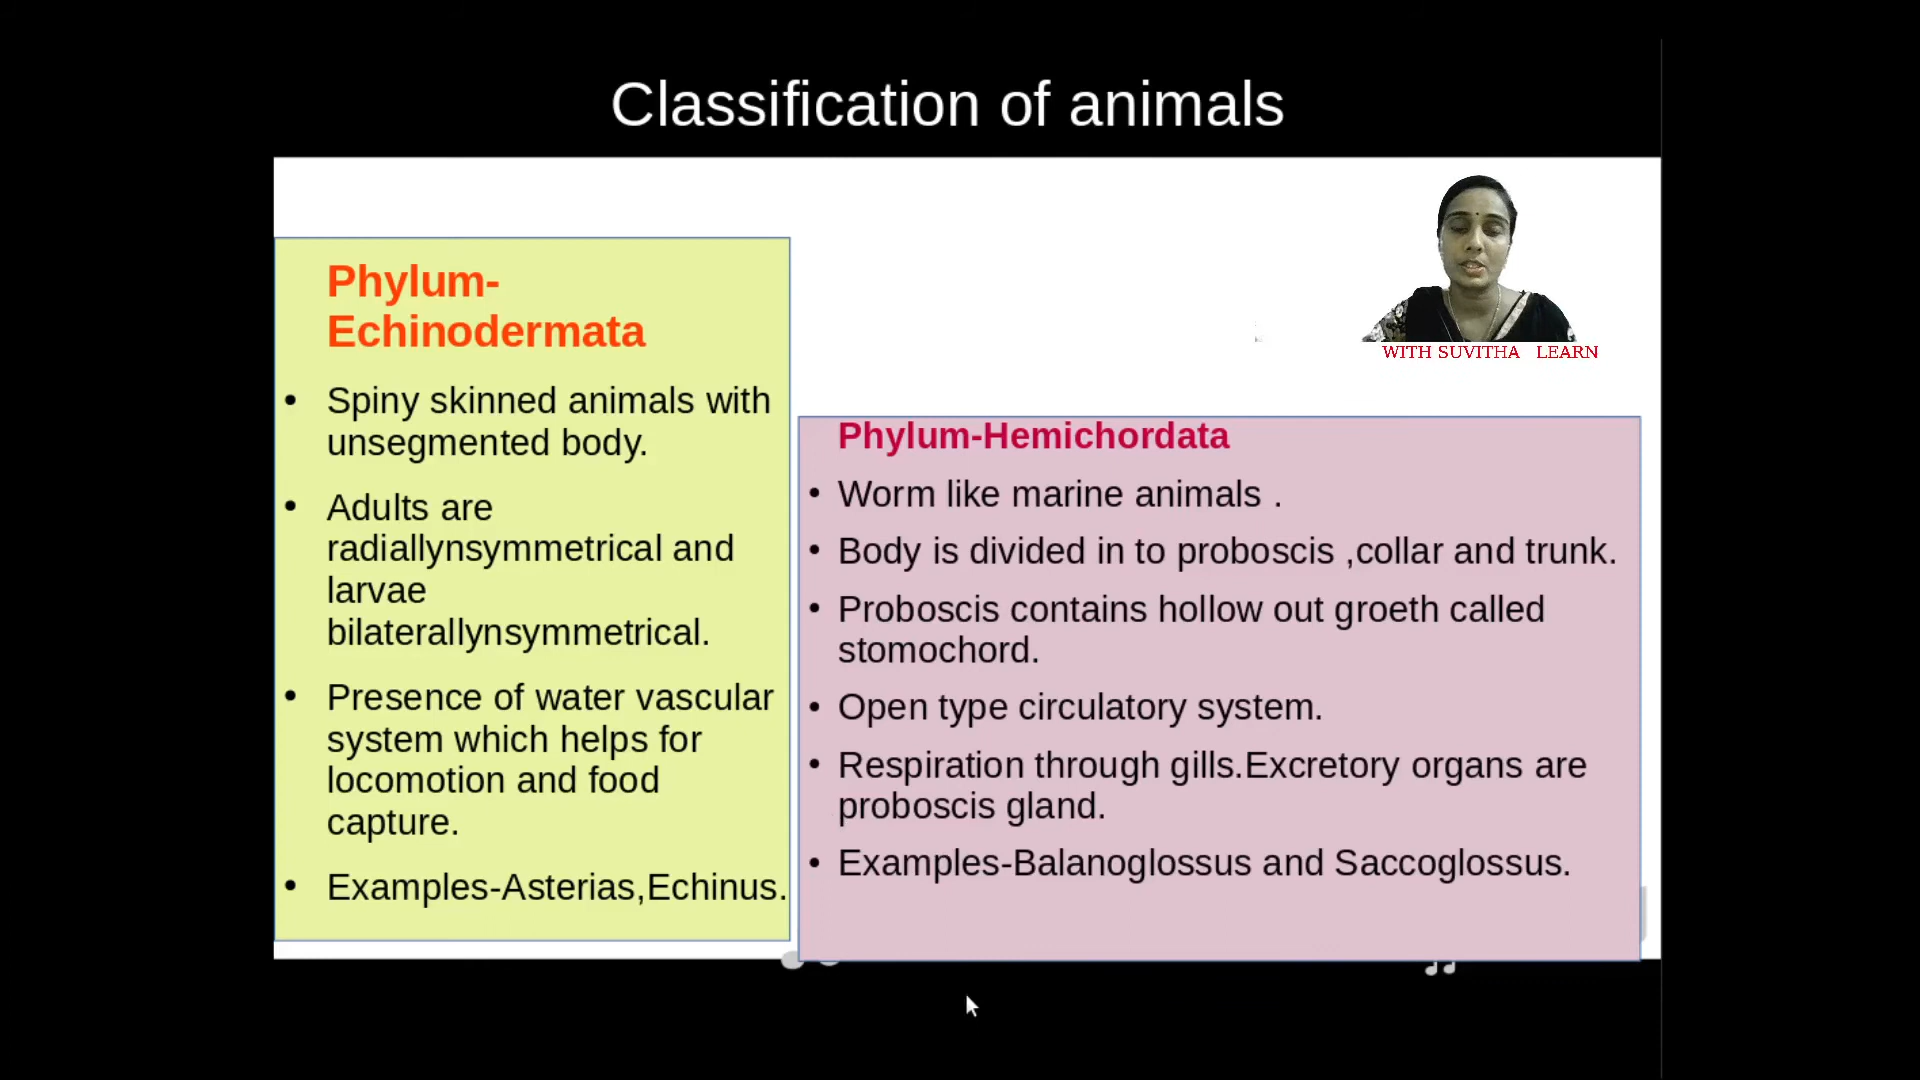 Classification of animals
Phylum-
Echinodermata
• Spiny skinned animals with
unsegmented body.
• Adults are
radiallynsymmetrical and
larvae
bilaterallynsymmetrical.
• Presence of water vascular
system which helps for
locomotion and food
capture.
• Examples-Asterias,Echinus.
WITH SUVITHA LEARN
Phylum-Hemichordata
• Worm like marine animals .
• Body is divided in to proboscis ,collar and trunk.
• Proboscis contains hollow out groeth called
stomochord.
• Open type circulatory system.
• Respiration through gills.Excretory organs are
proboscis gland.
• Examples-Balanoglossus and Saccoglossus.